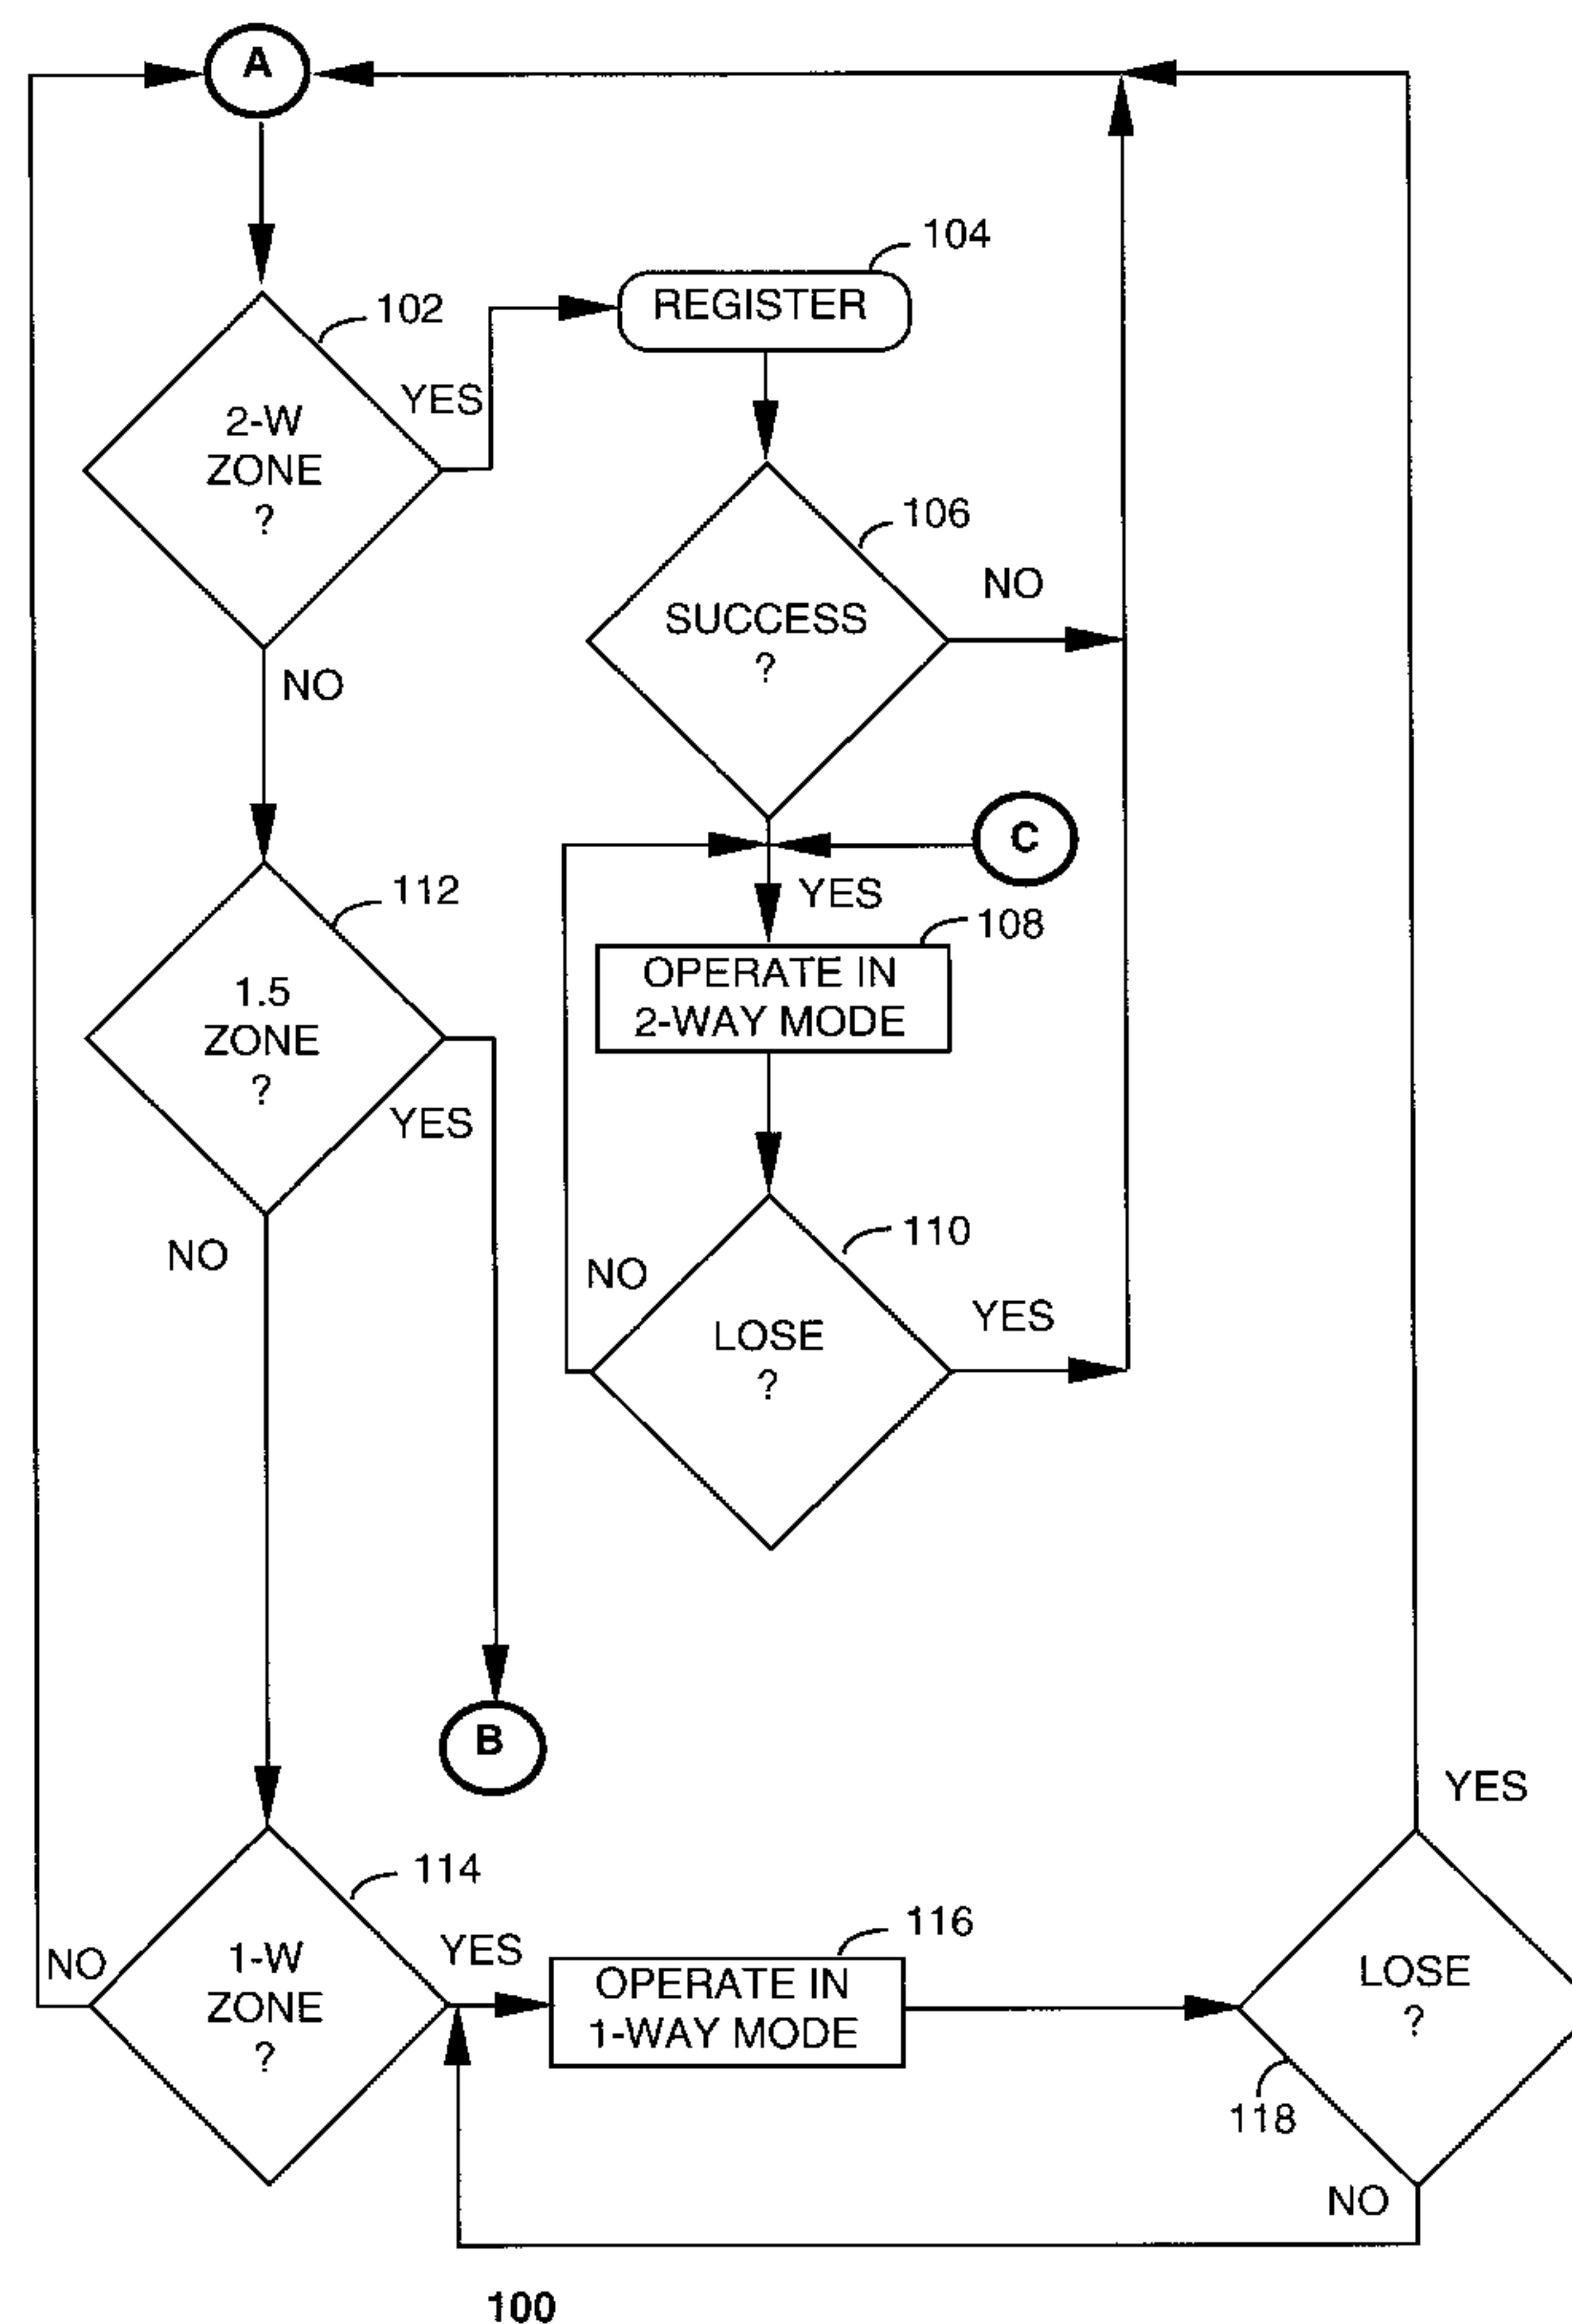 A
104
REGISTER
102
YES
2-W
ZONE
?
106
NO
SUCCESS
?
NO
C
YES
112
108
1.5
ZONE
?
OPERATE IN
2-WAY MODE
YES
110
NO
NO
YES
LOSE
?
B
YES
114
116
NO
YES
1-W
ZONE
?
OPERATE IN
1-WAY MODE
LOSE
?
118
NO
100